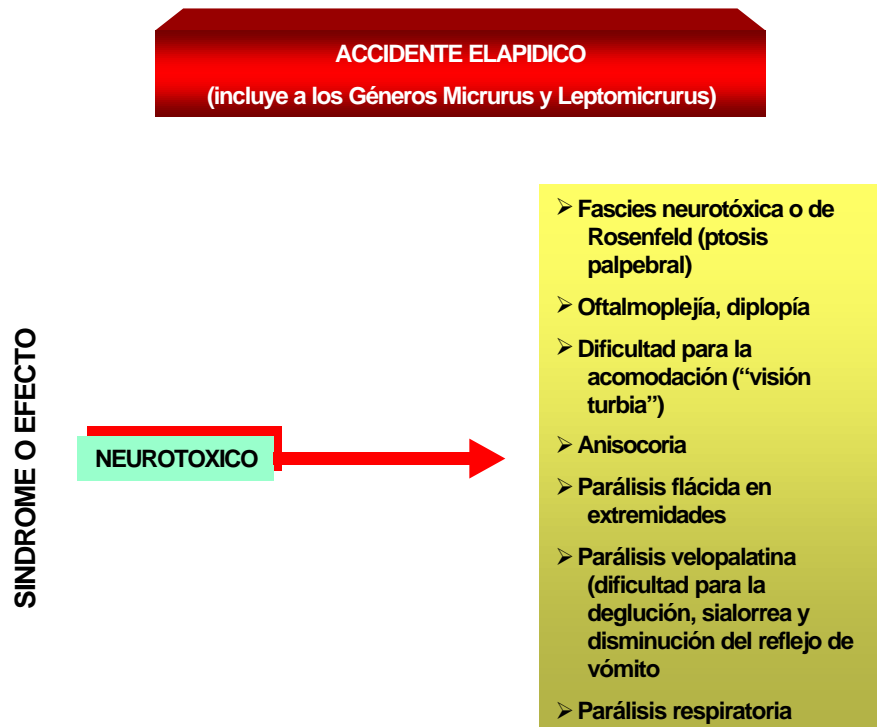 ACCIDENTE ELAPIDICO
(incluye a los Géneros Micrurus y Leptomicrurus)
SINDROME O EFECTO
NEUROTOXICO
➢ Fascies neurotóxica o de
Rosenfeld (ptosis
palpebral)
➢ Oftalmoplejía, diplopía
➢ Dificultad para la
acomodación (“visión
turbia”)
➢ Anisocoria
➢ Parálisis flácida en
extremidades
➢ Parálisis velopalatina
(dificultad para la
deglución, sialorrea y
disminución del reflejo de
vómito
➢ Parálisis respiratoria